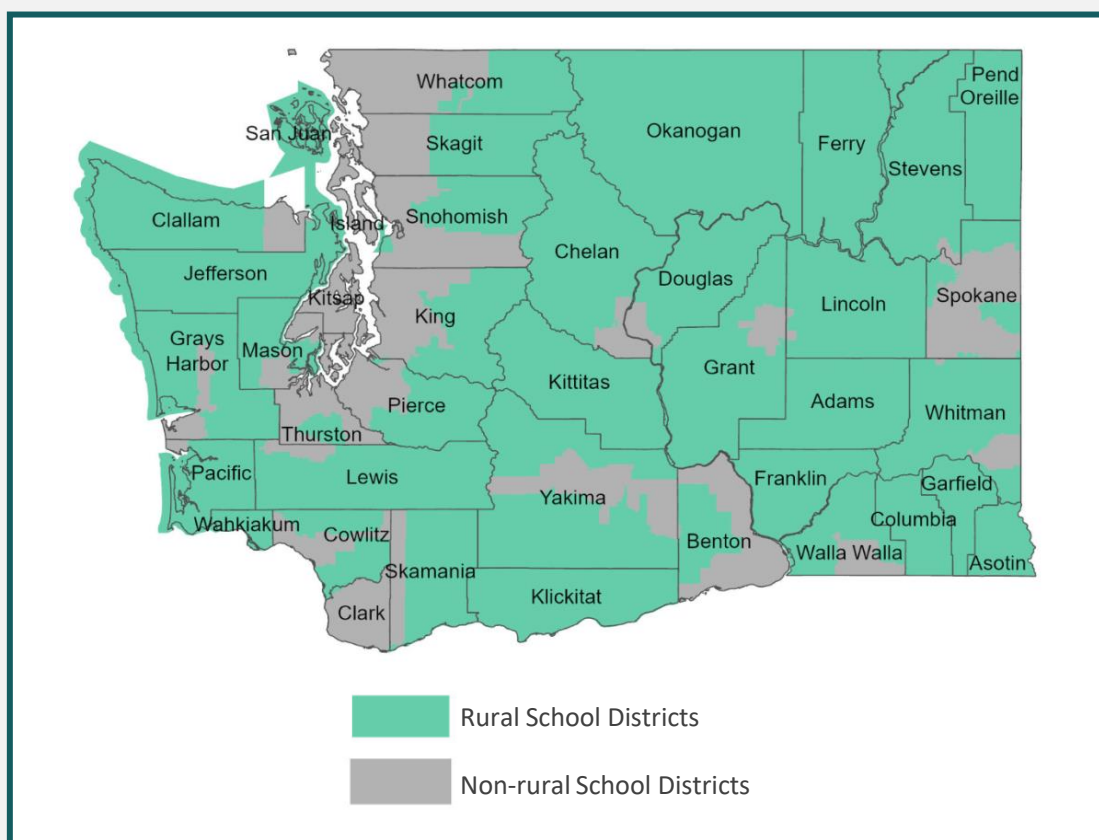 Whatcom
Pend
Oreille
San Juan
Okanogan
Skagit
Ferry
Stevens
Clallam
Island
Snohomish
Chelan
Jefferson
Douglas
Kitsap
King
Lincoln
Spokane
Grays
Harbor
Mason
Grant
Kittitas
Pierce
Adams
Whitman
Thurston
Pacific
Lewis
Yakima
Franklin
Garfield
Columbia
Wahkiakum
Cowlitz
Benton
Walla Walla
Asotin
Skamania
Klickitat
Clark
Rural School Districts
Non-rural School Districts